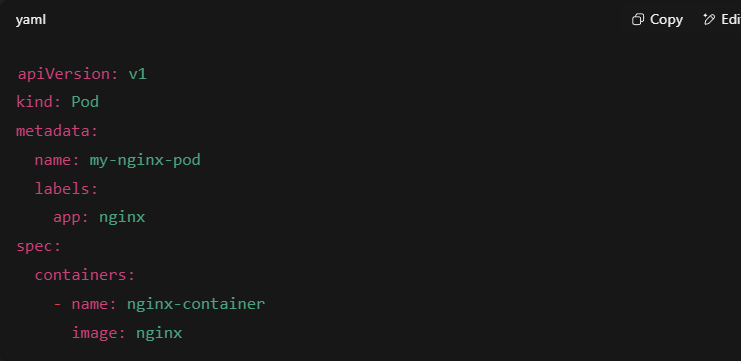 yaml
Copy
Edi
apiVersion: v1
kind: Pod
metadata:
  name: my-nginx-pod
  labels:
    app: nginx
spec:
  containers:
    - name: nginx-container
      image: nginx